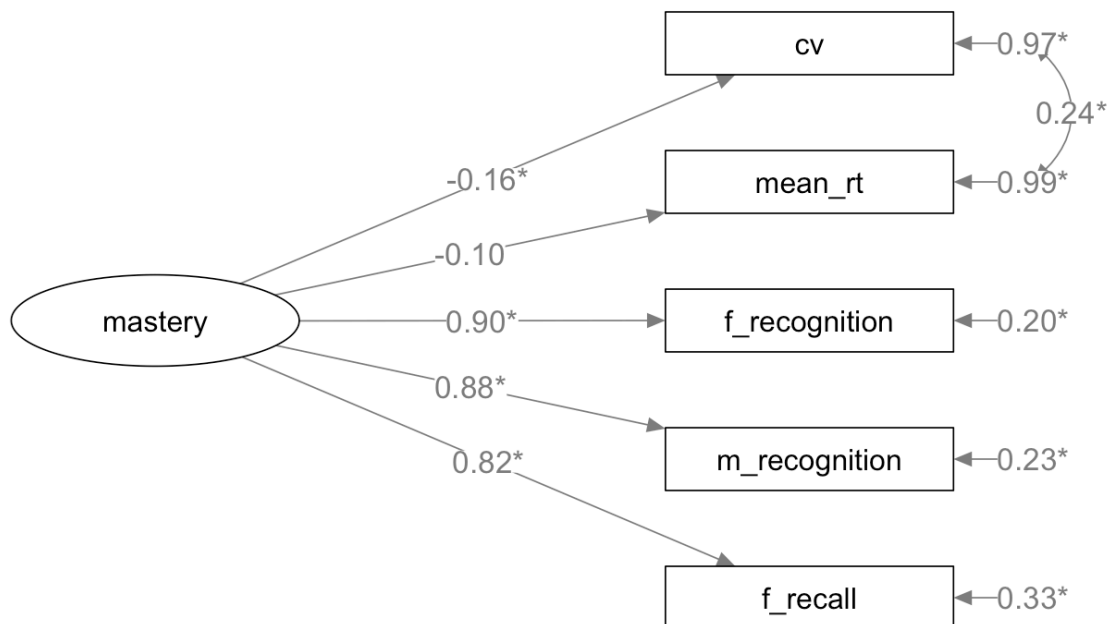 cv
0.97*
0.24*
-0.16*
mean_rt
0.99*
-0.10
mastery
0.90*
f_recognition
0.20*
0.88*
m_recognition
0.23*
0.82*
f_recall
0.33*